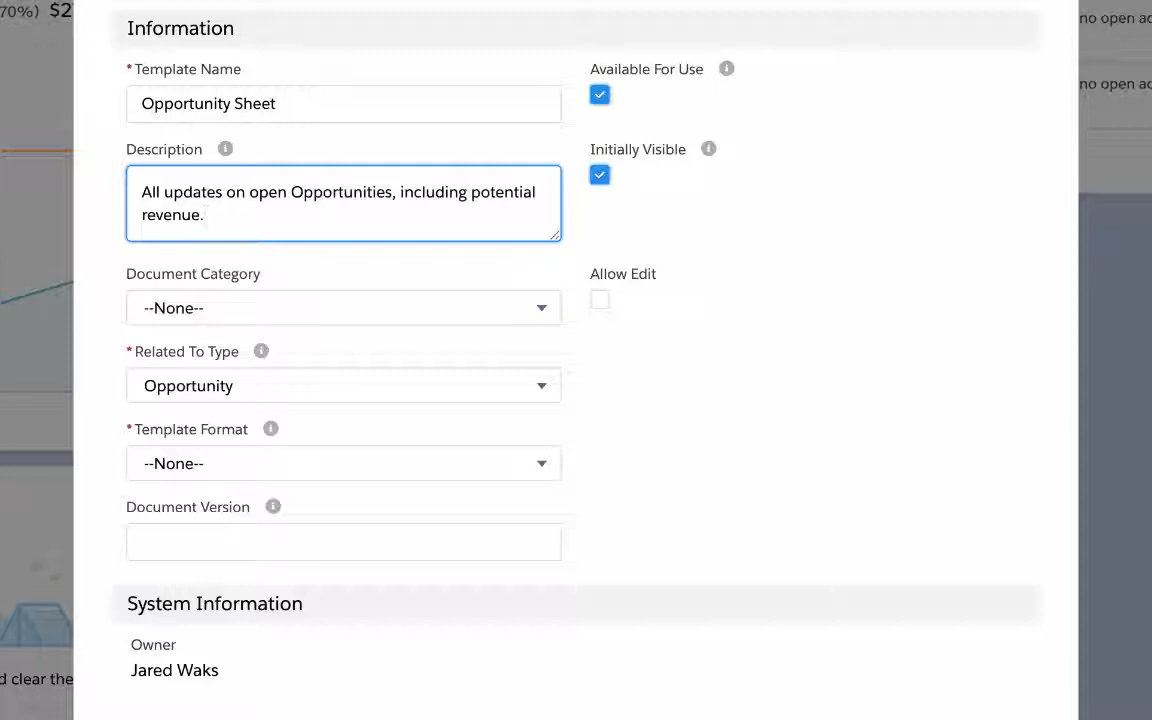 70%) $2
Information
no open ac
*Template Name
Available For Use
Opportunity Sheet
no open ac
Description
Initially Visible
All updates on open Opportunities, including potential
revenue.
Document Category
Allow Edit
--None--
*Related To Type
Opportunity
*Template Format
--None--
Document Version
System Information
Owner
Jared Waks
d clear the